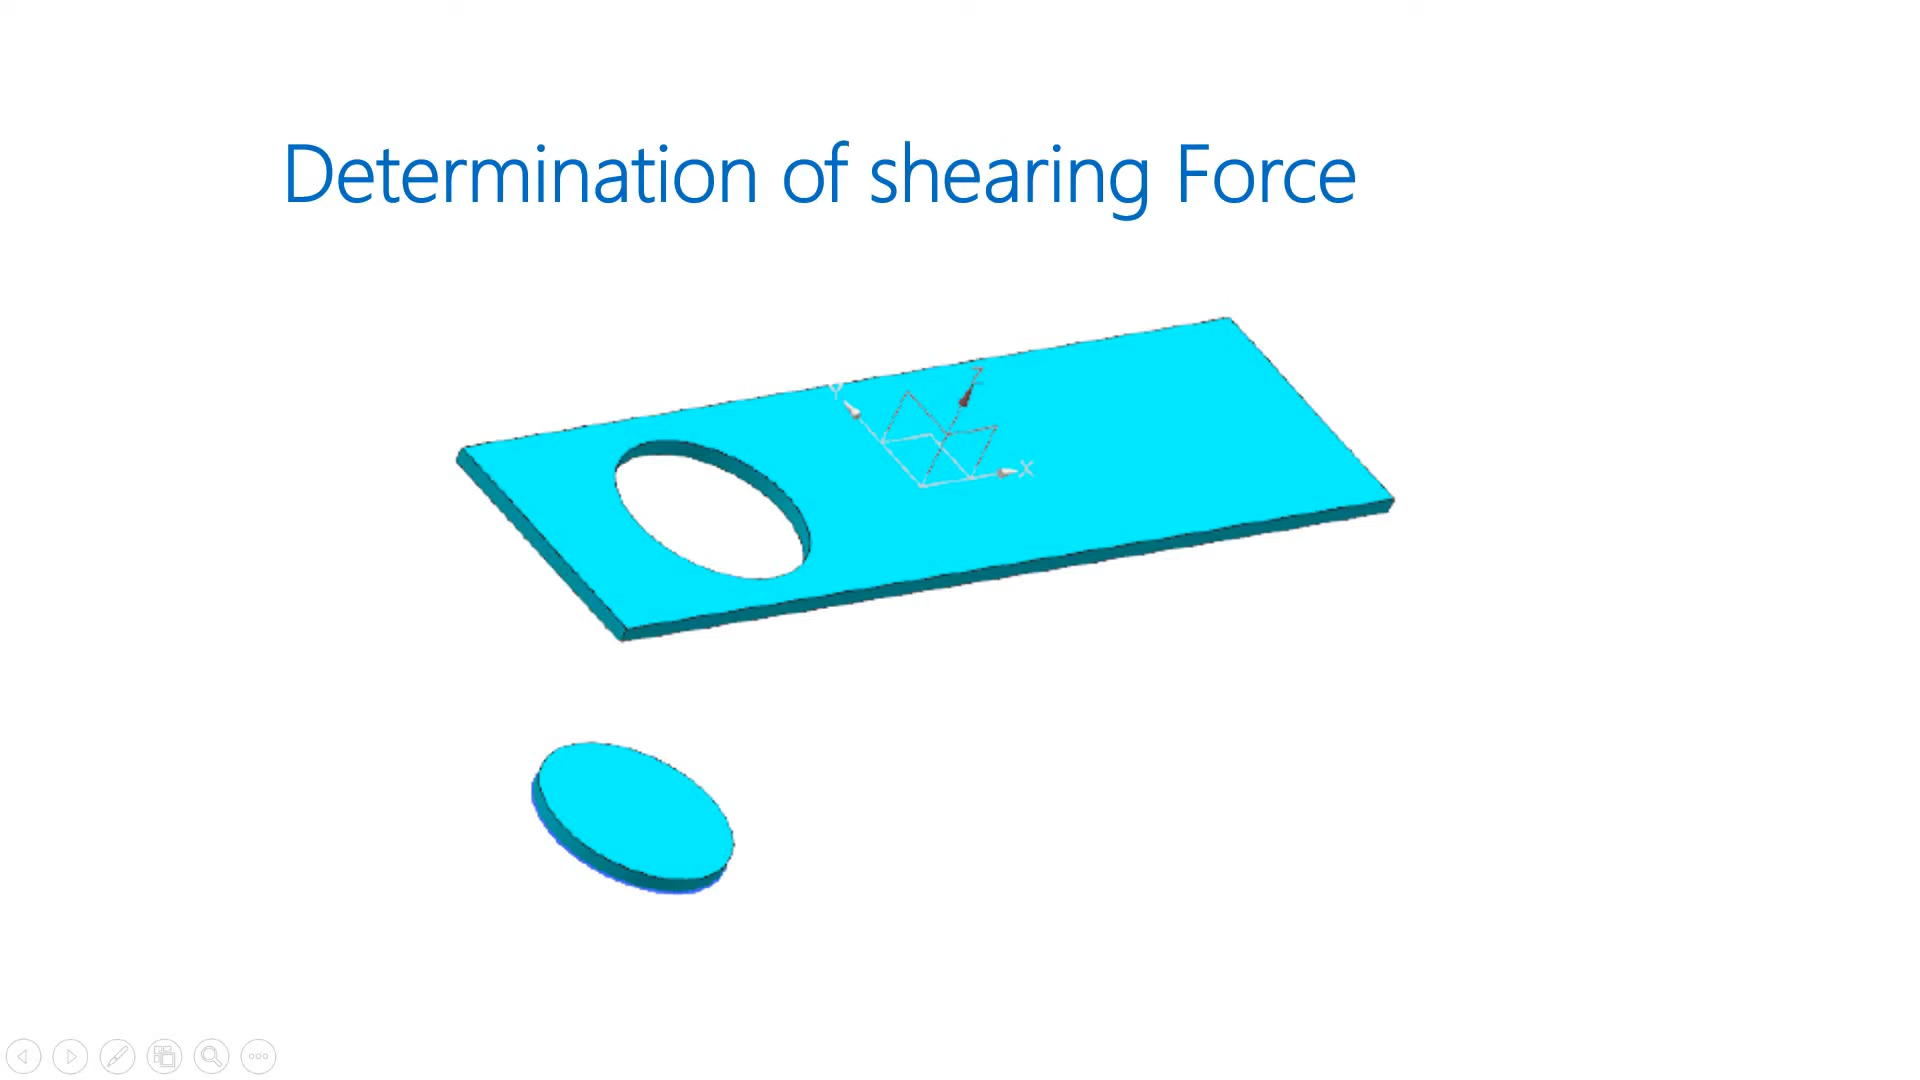 Determination of shearing Force
Z
Y
X